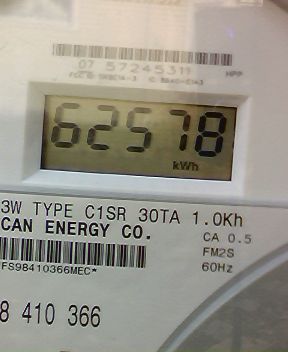 07 57245311 HPP
62578
kWh
3W TYPE C1SR 30TA 1.0Kh
CAN ENERGY CO.
CA 0.5
FM2S
60Hz
FS98410366MEC*
8 410 366